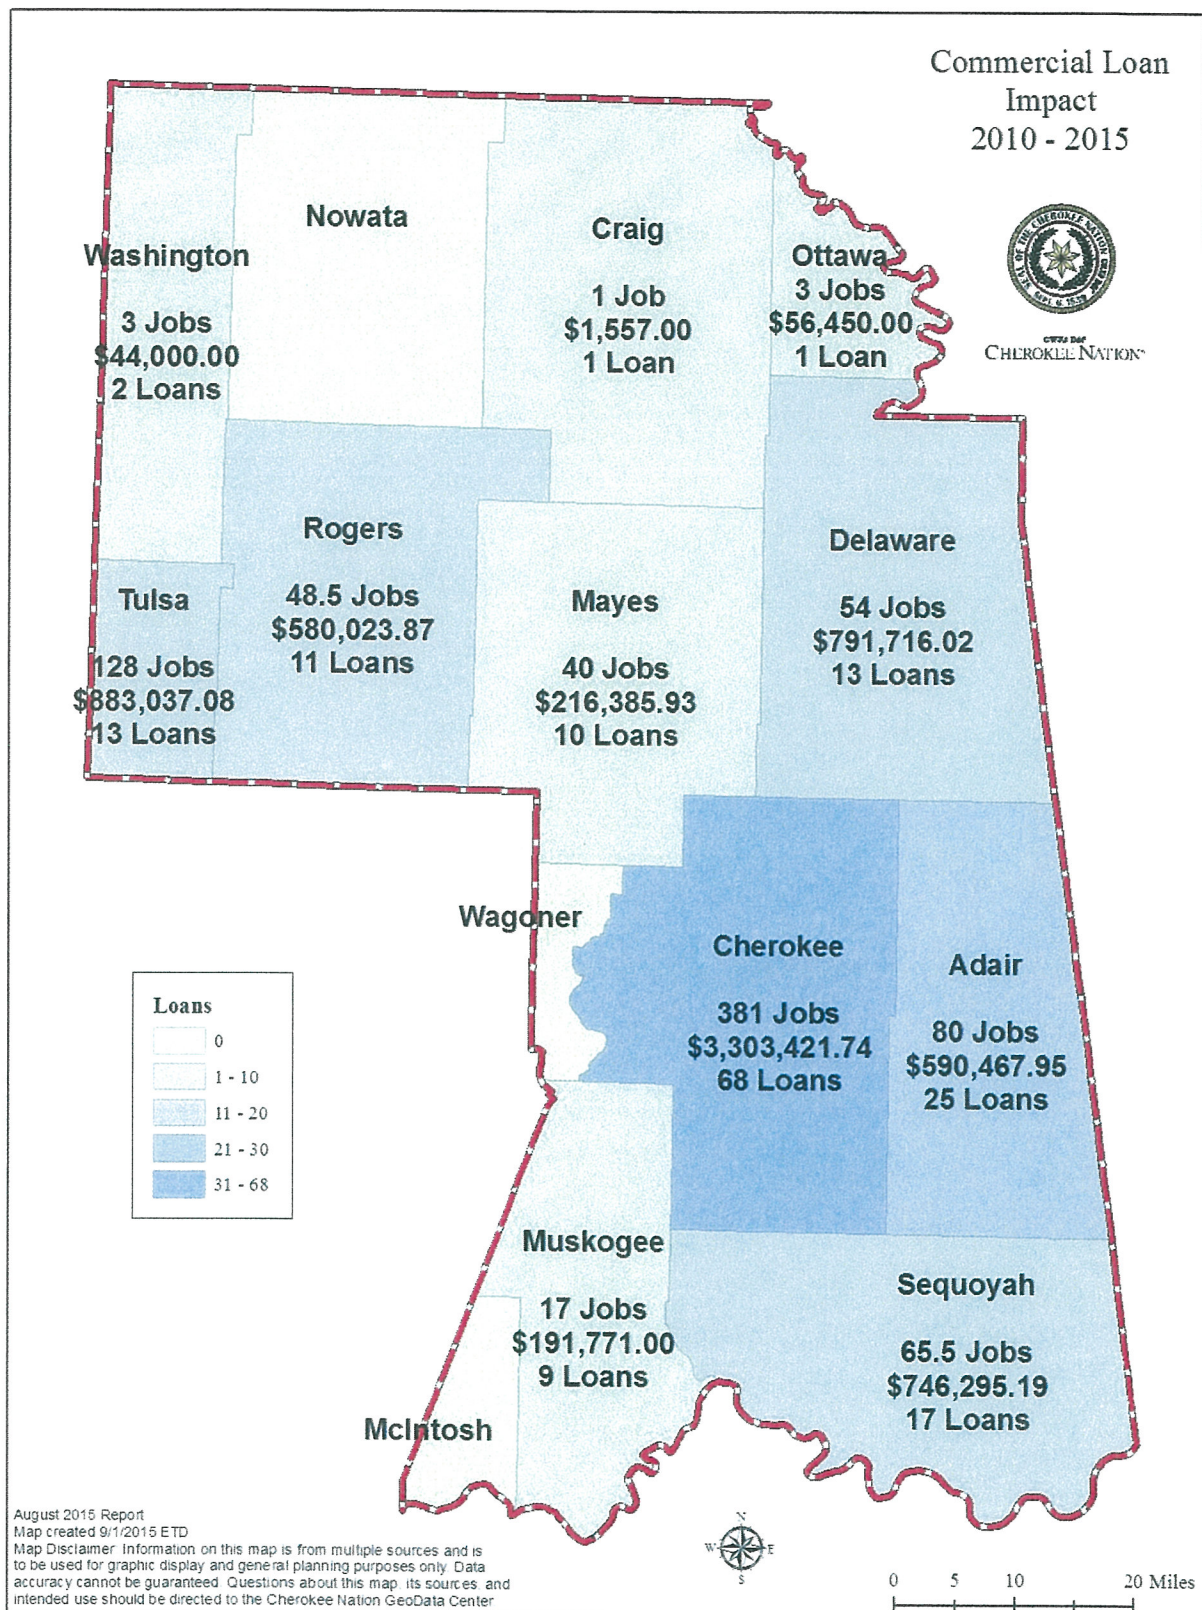 Commercial Loan
Impact
2010 - 2015
SEAL OF THE CHEROKEE NATION
SEPT. 6, 1839
CHEROKEE NATION
Nowata
Washington
3 Jobs
$44,000.00
2 Loans
Craig
1 Job
$1,557.00
1 Loan
Ottawa
3 Jobs
$56,450.00
1 Loan
Rogers
48.5 Jobs
$580,023.87
11 Loans
Delaware
54 Jobs
$791,716.02
13 Loans
Tulsa
128 Jobs
$883,037.08
13 Loans
Mayes
40 Jobs
$216,385.93
10 Loans
Wagoner
Cherokee
381 Jobs
$3,303,421.74
68 Loans
Adair
80 Jobs
$590,467.95
25 Loans
Loans
0
1 - 10
11 - 20
21 - 30
31 - 68
Muskogee
17 Jobs
$191,771.00
9 Loans
Sequoyah
65.5 Jobs
$746,295.19
17 Loans
McIntosh
August 2015 Report
Map created 9/1/2015 ETD
Map Disclaimer: Information on this map is from multiple sources and is
to be used for graphic display and general planning purposes only. Data
accuracy cannot be guaranteed. Questions about this map, its sources, and
intended use should be directed to the Cherokee Nation GeoData Center
N
W E
S
0 5 10 20 Miles